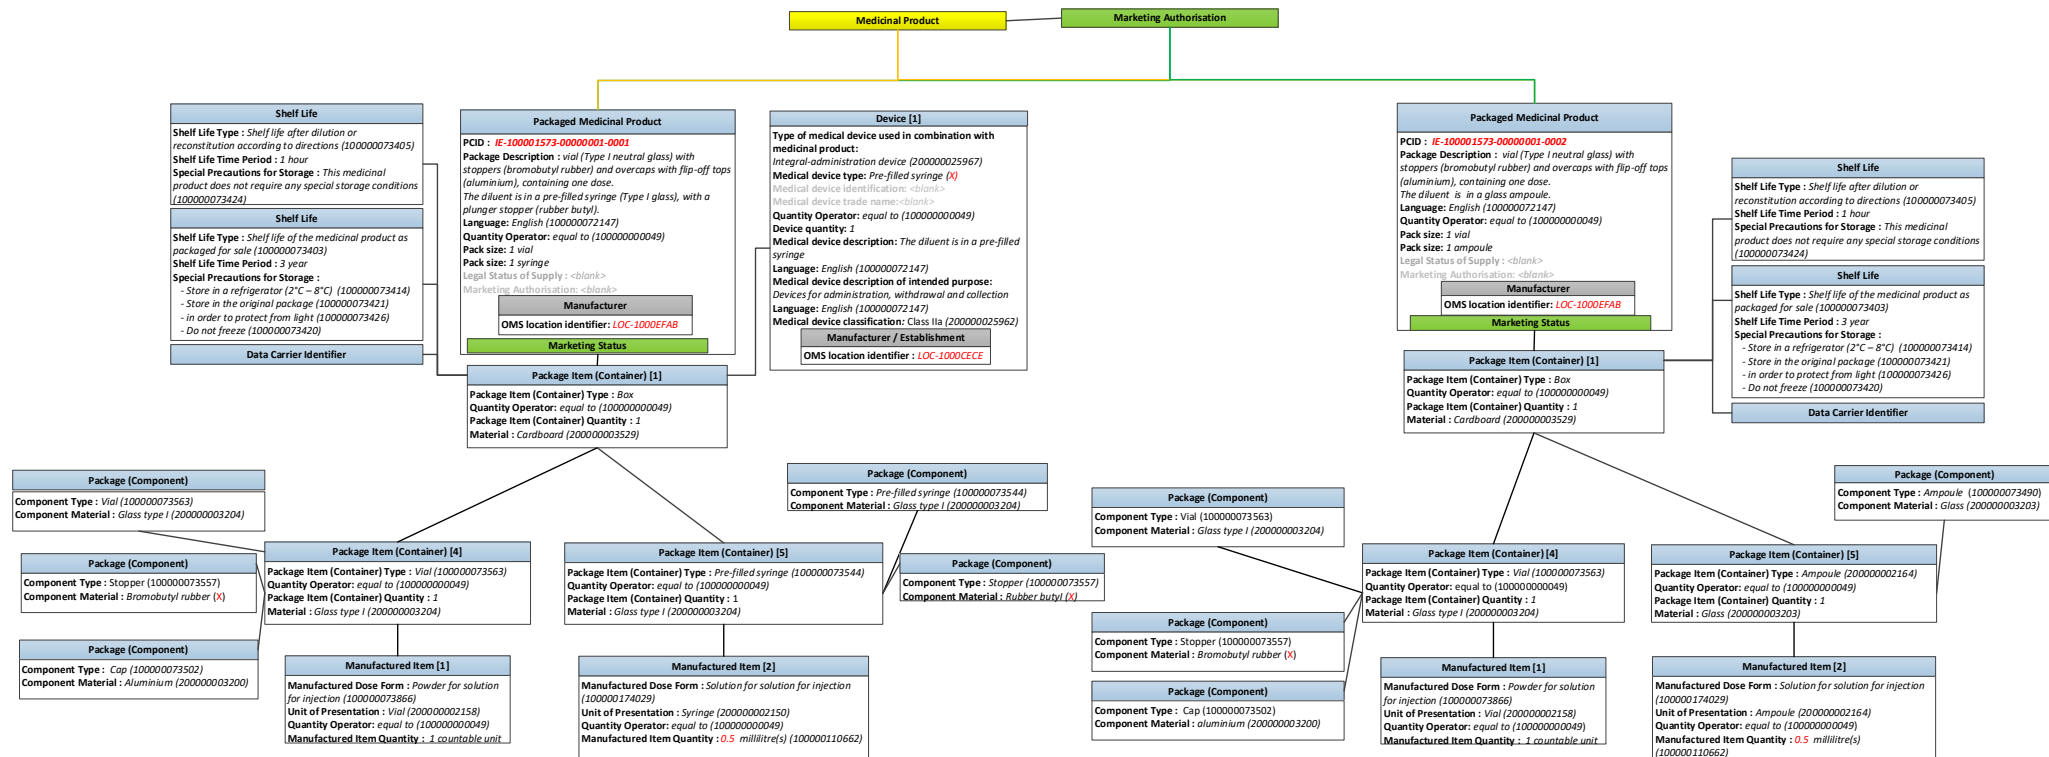 Medicinal Product
Marketing Authorisation
Shelf Life
Shelf Life Type : Shelf life after dilution or
reconstitution according to directions (100000073405)
Shelf Life Time Period : 1 hour
Special Precautions for Storage : This medicinal
product does not require any special storage conditions
(100000073424)
Shelf Life
Shelf Life Type : Shelf life of the medicinal product as
packaged for sale (100000073403)
Shelf Life Time Period : 3 year
Special Precautions for Storage :
- Store in a refrigerator (2°C – 8°C) (100000073414)
- Store in the original package (100000073421)
- in order to protect from light (100000073426)
- Do not freeze (100000073420)
Data Carrier Identifier
Packaged Medicinal Product
PCID : IE-100001573-00000001-0001
Package Description : vial (Type I neutral glass) with
stoppers (bromobutyl rubber) and overcaps with flip-off tops
(aluminium), containing one dose.
The diluent is in a pre-filled syringe (Type I glass), with a
plunger stopper (rubber butyl).
Language: English (100000072147)
Quantity Operator: equal to (100000000049)
Pack size: 1 vial
Pack size: 1 syringe
Legal Status of Supply : <blank>
Marketing Authorisation: <blank>
Manufacturer
OMS location identifier: LOC-1000EFAB
Marketing Status
Device [1]
Type of medical device used in combination with
medicinal product:
Integral-administration device (200000025967)
Medical device type: Pre-filled syringe (X)
Medical device identification: <blank>
Medical device trade name:<blank>
Quantity Operator: equal to (100000000049)
Device quantity: 1
Medical device description: The diluent is in a pre-filled
syringe
Language: English (100000072147)
Medical device description of intended purpose:
Devices for administration, withdrawal and collection
Language: English (100000072147)
Medical device classification: Class IIa (200000025962)
Manufacturer / Establishment
OMS location identifier : LOC-1000CECE
Package Item (Container) [1]
Package Item (Container) Type : Box
Quantity Operator: equal to (100000000049)
Package Item (Container) Quantity : 1
Material : Cardboard (200000003529)
Package (Component)
Component Type : Vial (100000073563)
Component Material : Glass type I (200000003204)
Package (Component)
Component Type : Stopper (100000073557)
Component Material : Bromobutyl rubber (X)
Package (Component)
Component Type : Cap (100000073502)
Component Material : Aluminium (200000003200)
Package Item (Container) [4]
Package Item (Container) Type : Vial (100000073563)
Quantity Operator: equal to (100000000049)
Package Item (Container) Quantity : 1
Material : Glass type I (200000003204)
Manufactured Item [1]
Manufactured Dose Form : Powder for solution
for injection (100000073866)
Unit of Presentation : Vial (200000002158)
Quantity Operator: equal to (100000000049)
Manufactured Item Quantity : 1 countable unit
Package (Component)
Component Type : Pre-filled syringe (100000073544)
Component Material : Glass type I (200000003204)
Package Item (Container) [5]
Package Item (Container) Type : Pre-filled syringe (100000073544)
Quantity Operator: equal to (100000000049)
Package Item (Container) Quantity : 1
Material : Glass type I (200000003204)
Package (Component)
Component Type : Stopper (100000073557)
Component Material : Rubber butyl (X)
Manufactured Item [2]
Manufactured Dose Form : Solution for solution for injection
(100000174029)
Unit of Presentation : Syringe (200000002150)
Quantity Operator: equal to (100000000049)
Manufactured Item Quantity : 0.5 millilitre(s) (100000110662)
Packaged Medicinal Product
PCID : IE-100001573-00000001-0002
Package Description : vial (Type I neutral glass) with
stoppers (bromobutyl rubber) and overcaps with flip-off tops
(aluminium), containing one dose.
The diluent is in a glass ampoule.
Language: English (100000072147)
Quantity Operator: equal to (100000000049)
Pack size: 1 vial
Pack size: 1 ampoule
Legal Status of Supply : <blank>
Marketing Authorisation: <blank>
Manufacturer
OMS location identifier: LOC-1000EFAB
Marketing Status
Shelf Life
Shelf Life Type : Shelf life after dilution or
reconstitution according to directions (100000073405)
Shelf Life Time Period : 1 hour
Special Precautions for Storage : This medicinal
product does not require any special storage conditions
(100000073424)
Shelf Life
Shelf Life Type : Shelf life of the medicinal product as
packaged for sale (100000073403)
Shelf Life Time Period : 3 year
Special Precautions for Storage :
- Store in a refrigerator (2°C – 8°C) (100000073414)
- Store in the original package (100000073421)
- in order to protect from light (100000073426)
- Do not freeze (100000073420)
Data Carrier Identifier
Package Item (Container) [1]
Package Item (Container) Type : Box
Quantity Operator: equal to (100000000049)
Package Item (Container) Quantity : 1
Material : Cardboard (200000003529)
Package (Component)
Component Type : Vial (100000073563)
Component Material : Glass type I (200000003204)
Package (Component)
Component Type : Stopper (100000073557)
Component Material : Bromobutyl rubber (X)
Package (Component)
Component Type : Cap (100000073502)
Component Material : aluminium (200000003200)
Package Item (Container) [4]
Package Item (Container) Type : Vial (100000073563)
Quantity Operator: equal to (100000000049)
Package Item (Container) Quantity : 1
Material : Glass type I (200000003204)
Manufactured Item [1]
Manufactured Dose Form : Powder for solution
for injection (100000073866)
Unit of Presentation : Vial (200000002158)
Quantity Operator: equal to (100000000049)
Manufactured Item Quantity : 1 countable unit
Package (Component)
Component Type : Ampoule (100000073490)
Component Material : Glass (200000003203)
Package Item (Container) [5]
Package Item (Container) Type : Ampoule (200000002164)
Quantity Operator: equal to (100000000049)
Package Item (Container) Quantity : 1
Material : Glass (200000003203)
Manufactured Item [2]
Manufactured Dose Form : Solution for solution for injection
(100000174029)
Unit of Presentation : Ampoule (200000002164)
Quantity Operator: equal to (100000000049)
Manufactured Item Quantity : 0.5 millilitre(s)
(100000110662)